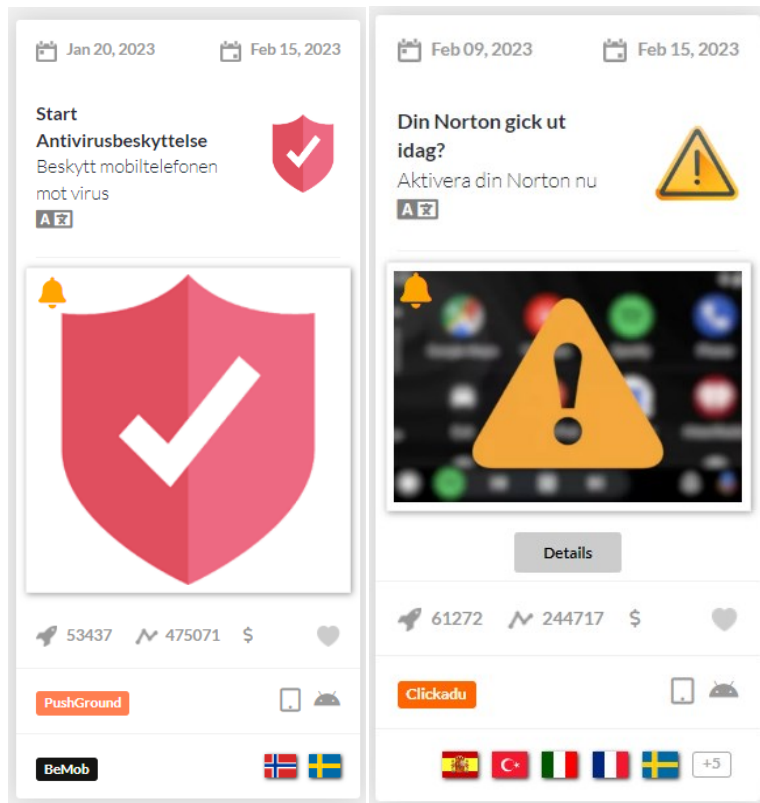 Jan 20, 2023
Feb 15, 2023
Start
Antivirusbeskyttelse
Beskytt mobiltelefonen
mot virus
A
53437
475071
$
PushGround
BeMob
Feb 09, 2023
Feb 15, 2023
Din Norton gick ut
idag?
Aktivera din Norton nu
A
Details
61272
244717
$
Clickadu
+5